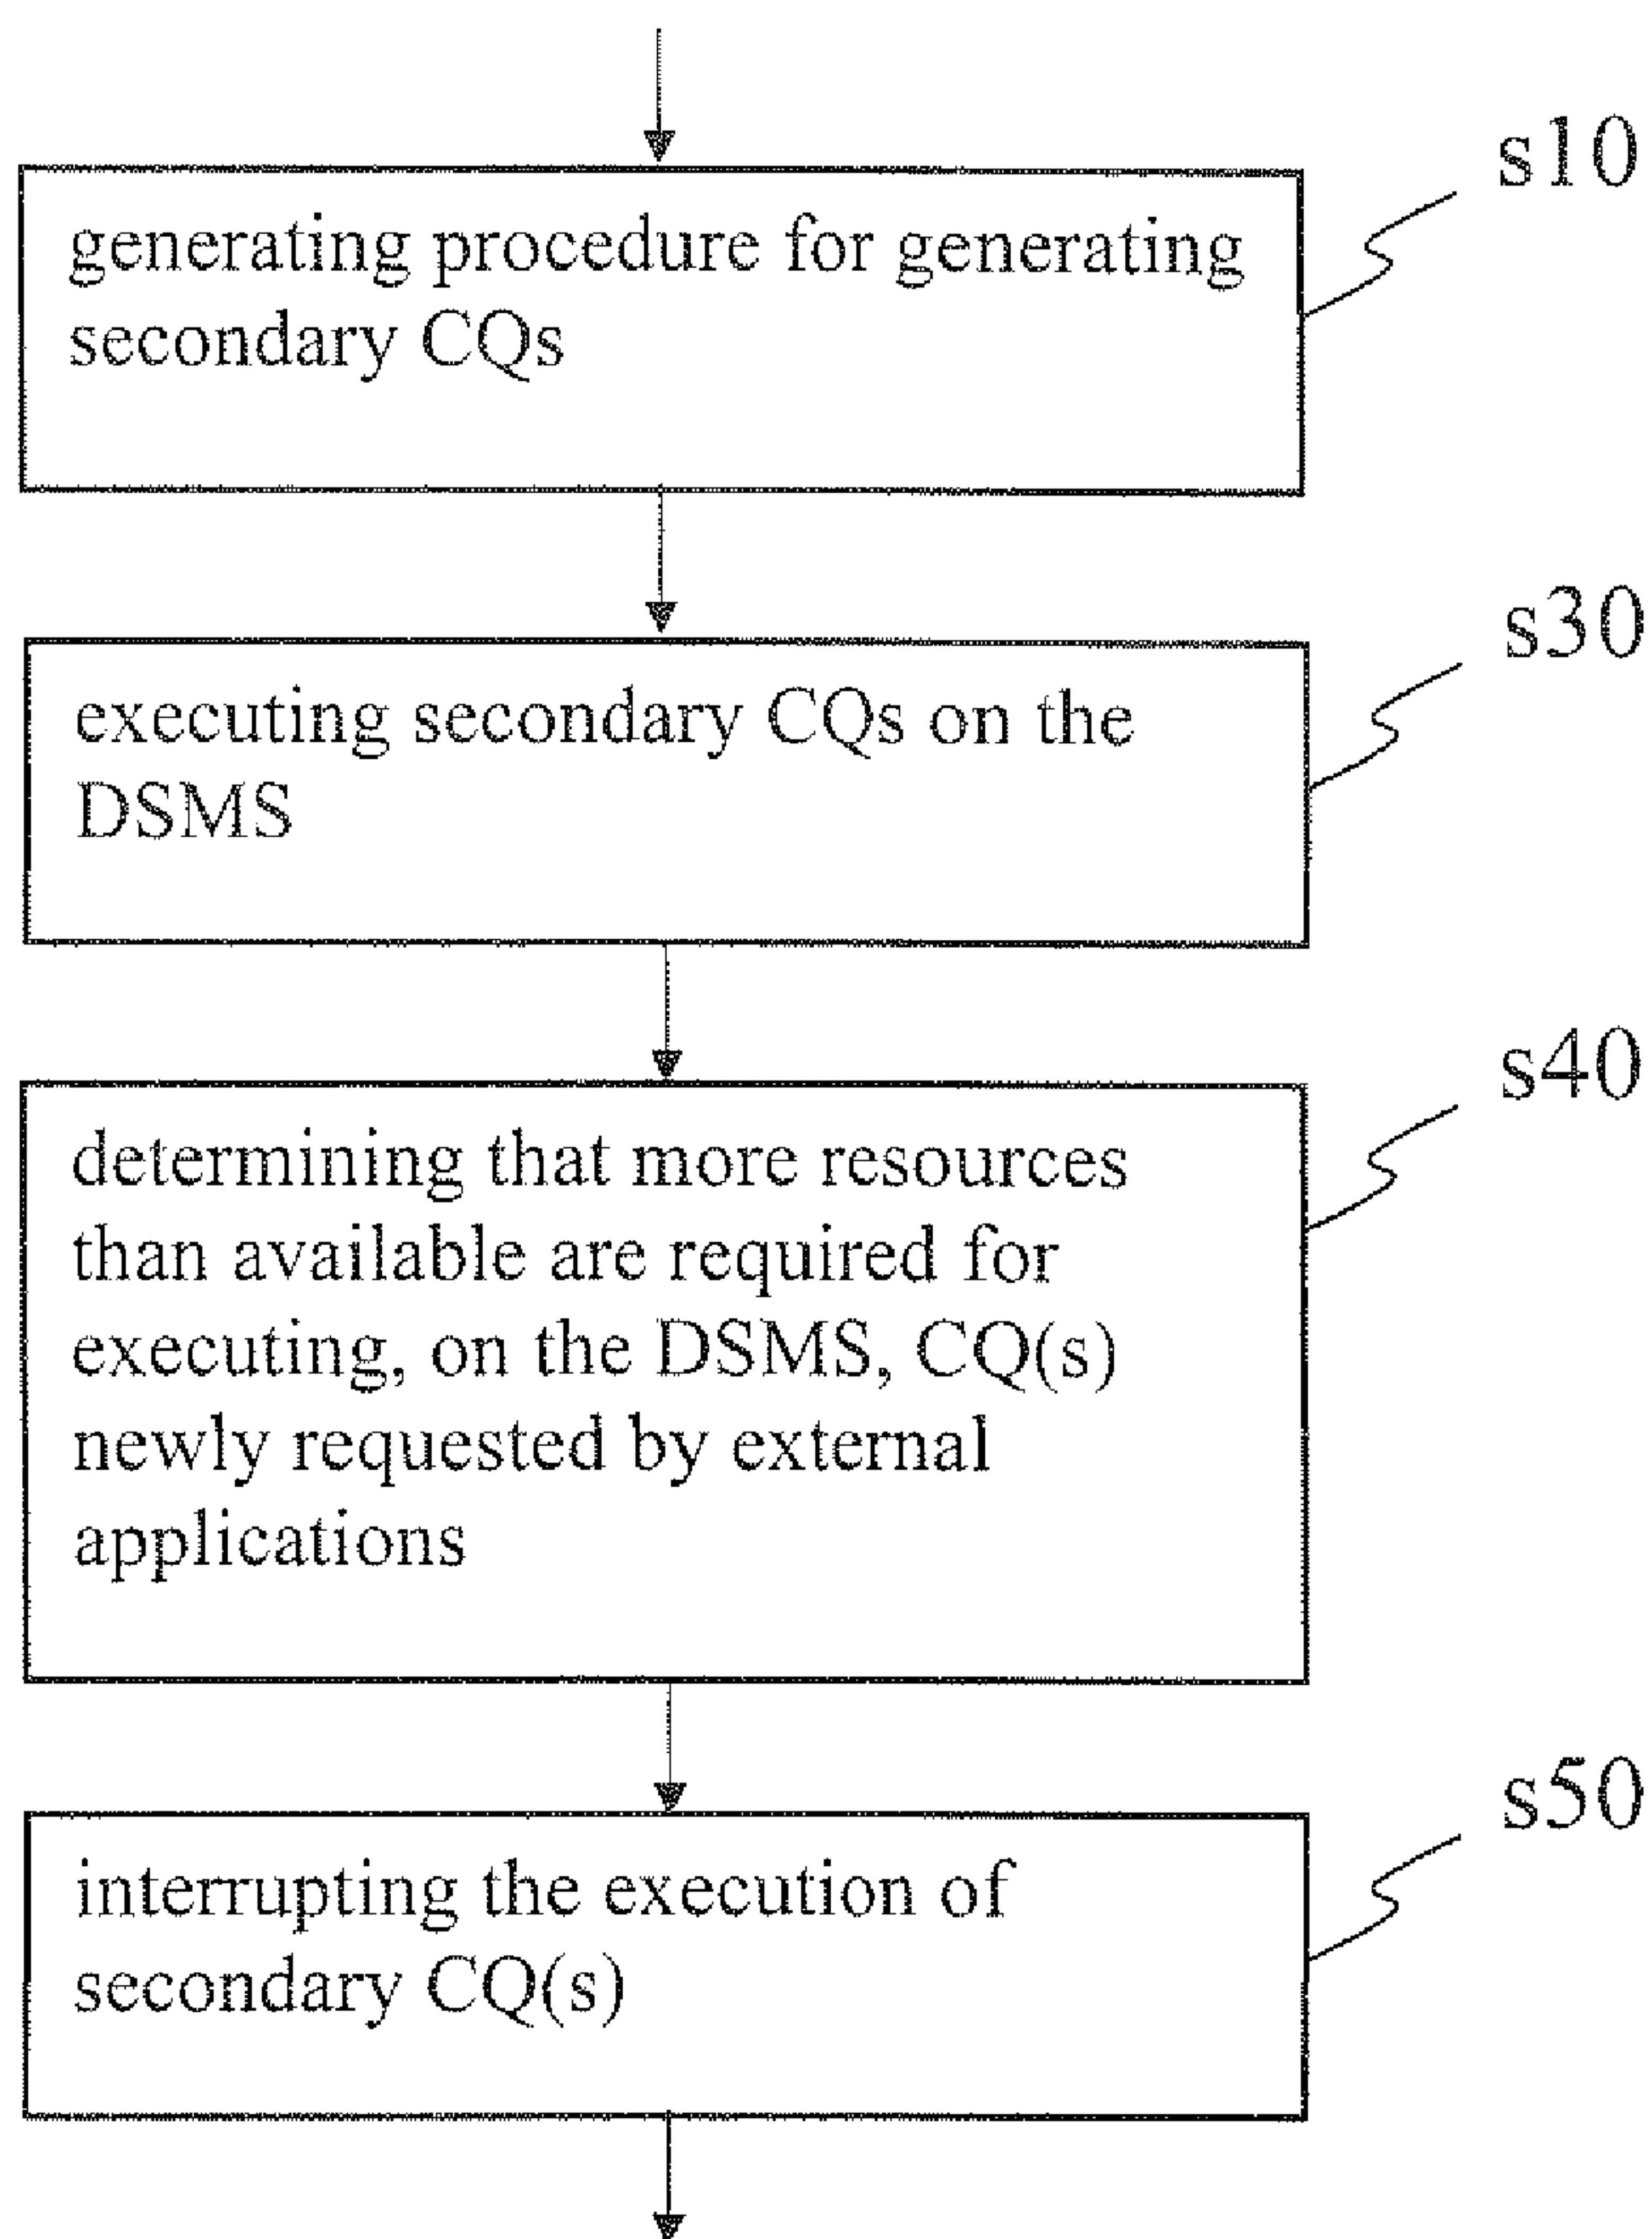 s10
generating procedure for generating
secondary CQs
s30
executing secondary CQs on the
DSMS
s40
determining that more resources
than available are required for
executing, on the DSMS, CQ(s)
newly requested by external
applications
s50
interrupting the execution of
secondary CQ(s)